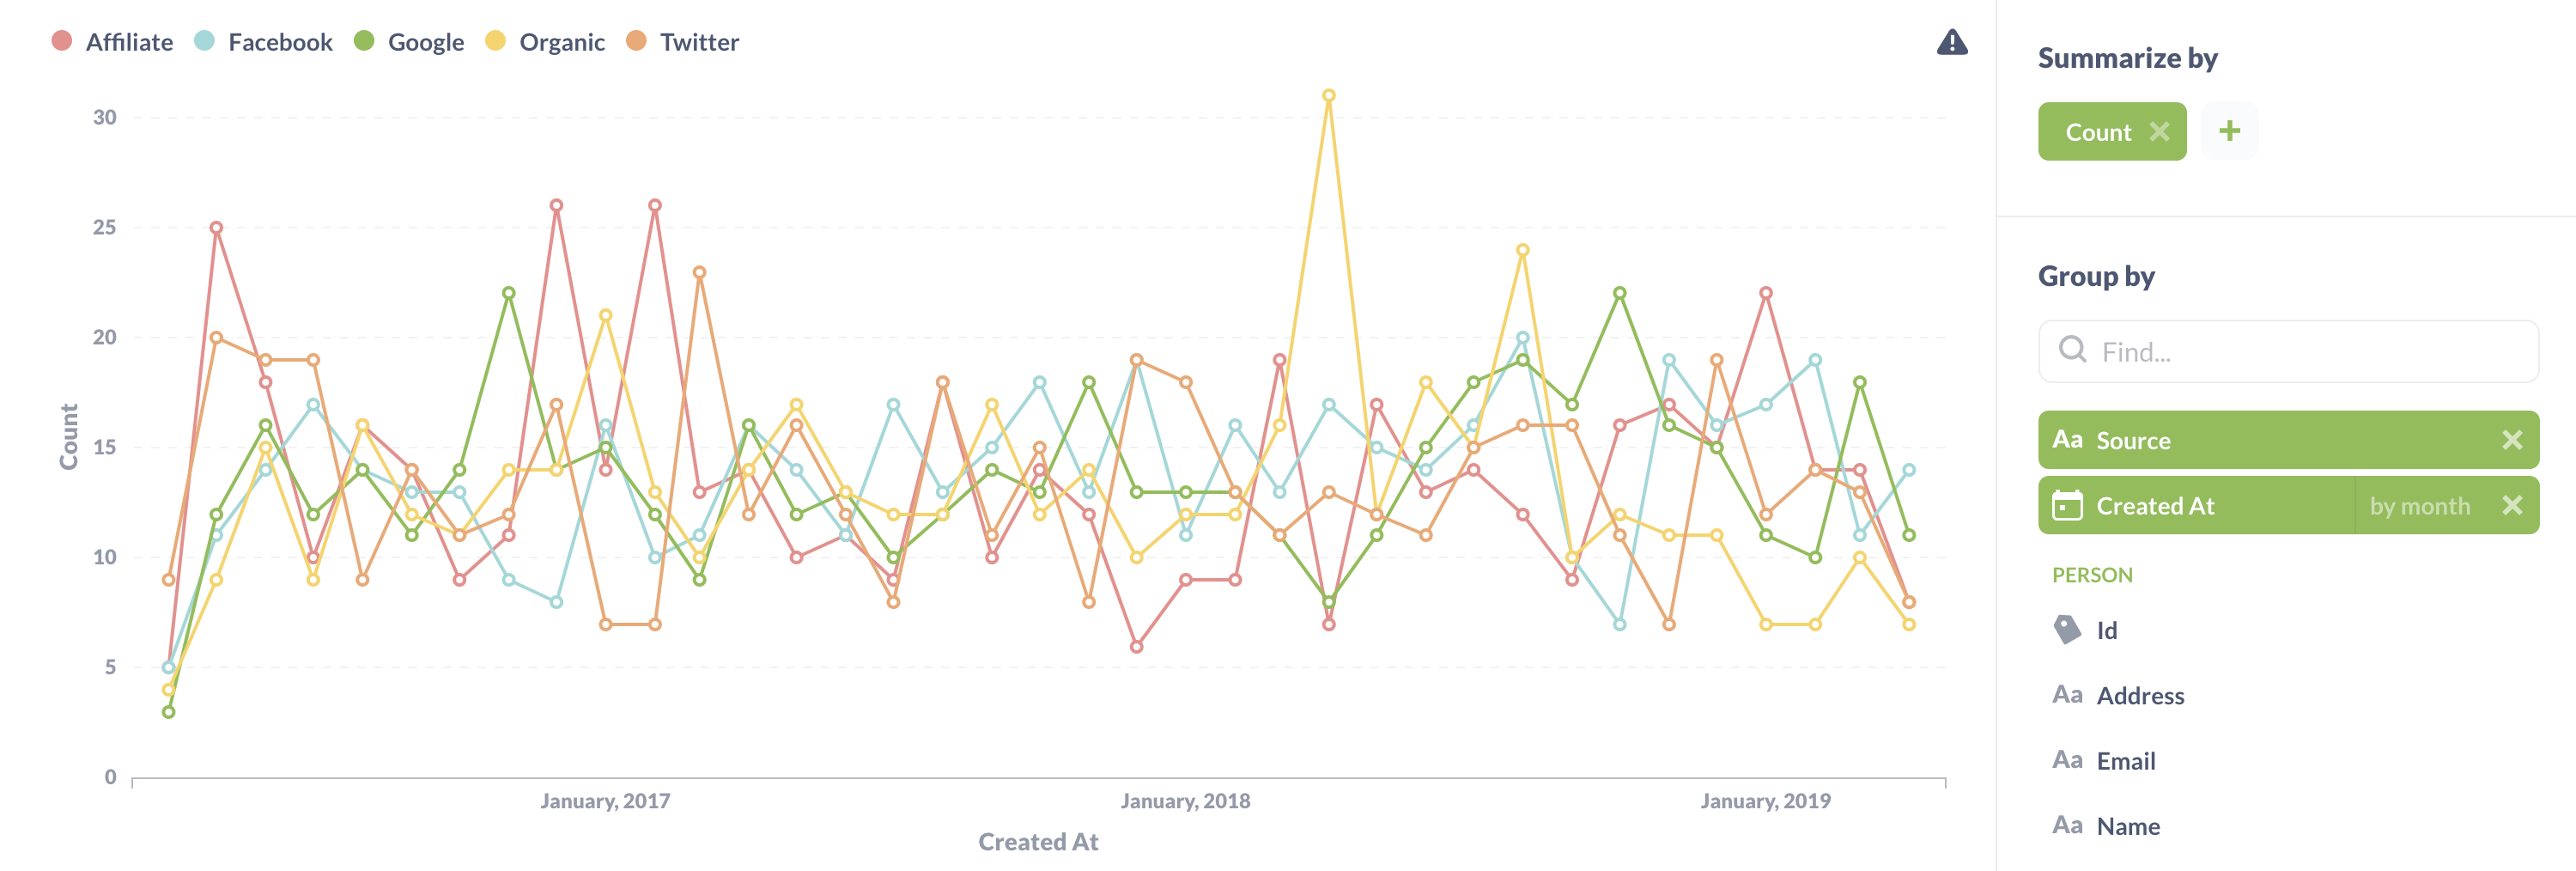 Affiliate Facebook Google Organic Twitter
30
25
20
15
10
5
0
Count
January, 2017 January, 2018 January, 2019
Created At
Summarize by
Count
+
Group by
Find...
Aa Source
Created At by month
PERSON
Id
Aa Address
Aa Email
Aa Name